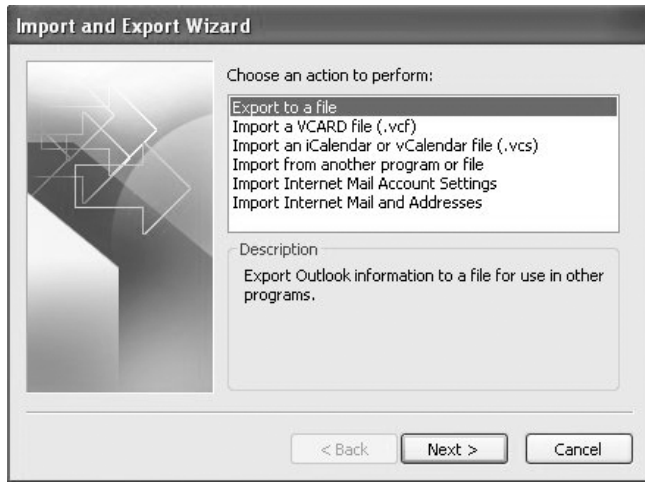 Import and Export Wizard
Choose an action to perform:
Export to a file
Import a VCARD file (.vcf)
Import an iCalendar or vCalendar file (.vcs)
Import from another program or file
Import Internet Mail Account Settings
Import Internet Mail and Addresses
Description
Export Outlook information to a file for use in other
programs.
< Back
Next >
Cancel